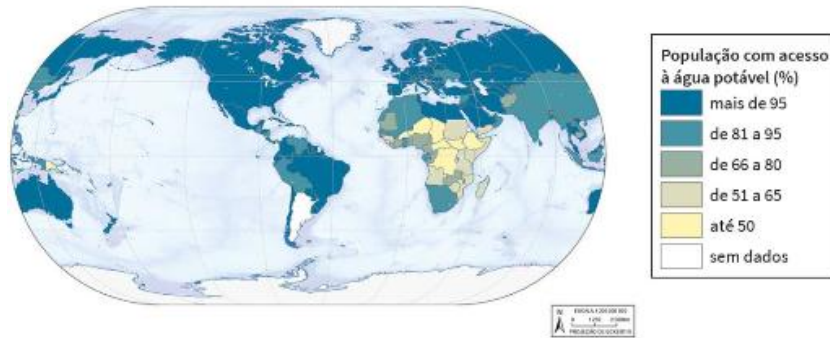 População com acesso
à água potável (%)
mais de 95
de 81 a 95
de 66 a 80
de 51 a 65
até 50
sem dados
N
0